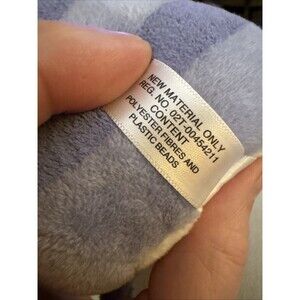 NEW MATERIAL ONLY
REG. NO. 02T-00454211
CONTENT
POLYESTER FIBRES AND
PLASTIC BEADS